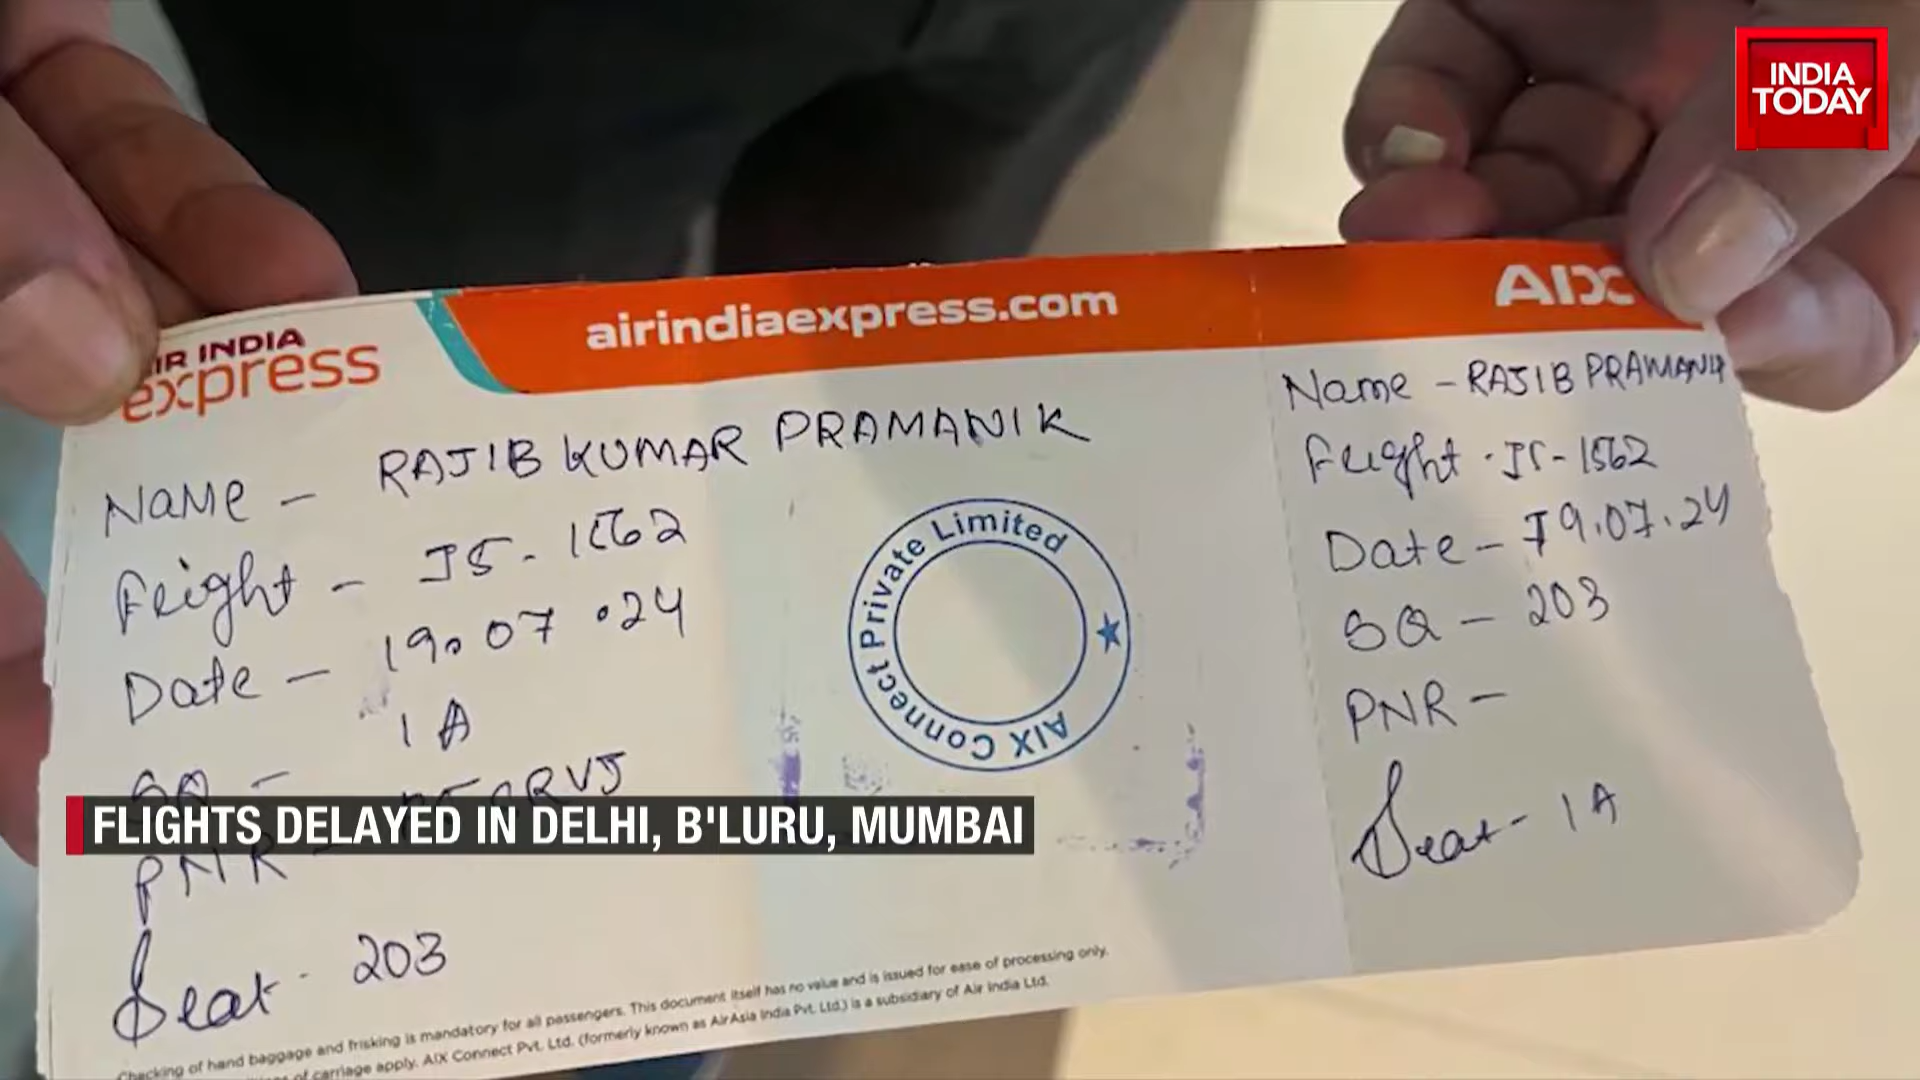 INDIA
TODAY
AIR INDIA
express
airindiaexpress.com
AIX
Name - RAJIB KUMAR PRAMANIK
Flight - I5 - 1562
Date - 19.07.24
1A
SQ -
PNR -
Seat - 203
AIX Connect Private Limited
Name - RAJIB PRAMANIK
Flight - I5 - 1562
Date - 19.07.24
SQ - 203
PNR -
Seat - 1A
FLIGHTS DELAYED IN DELHI, B'LURU, MUMBAI
Checking of hand baggage and frisking is mandatory for all passengers. This document itself has no value and is issued for ease of processing only.
of carriage apply. AIX Connect Pvt. Ltd. (formerly known as AirAsia India Pvt. Ltd.) is a subsidiary of Air India Ltd.